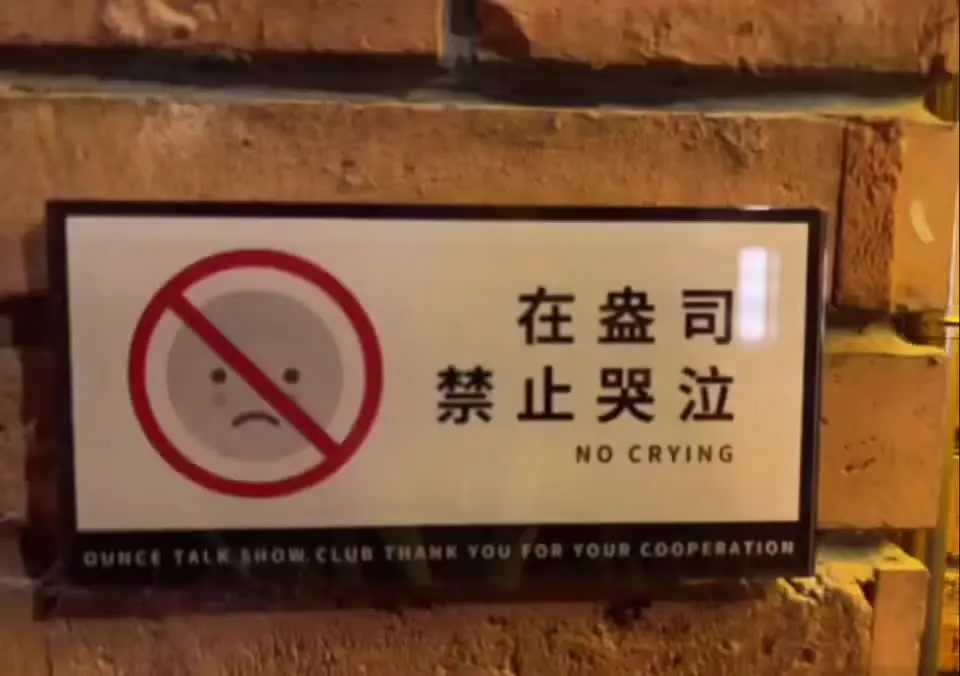 在盎司
禁止哭泣
NO CRYING
OUNCE TALK SHOW CLUB THANK YOU FOR YOUR COOPERATION